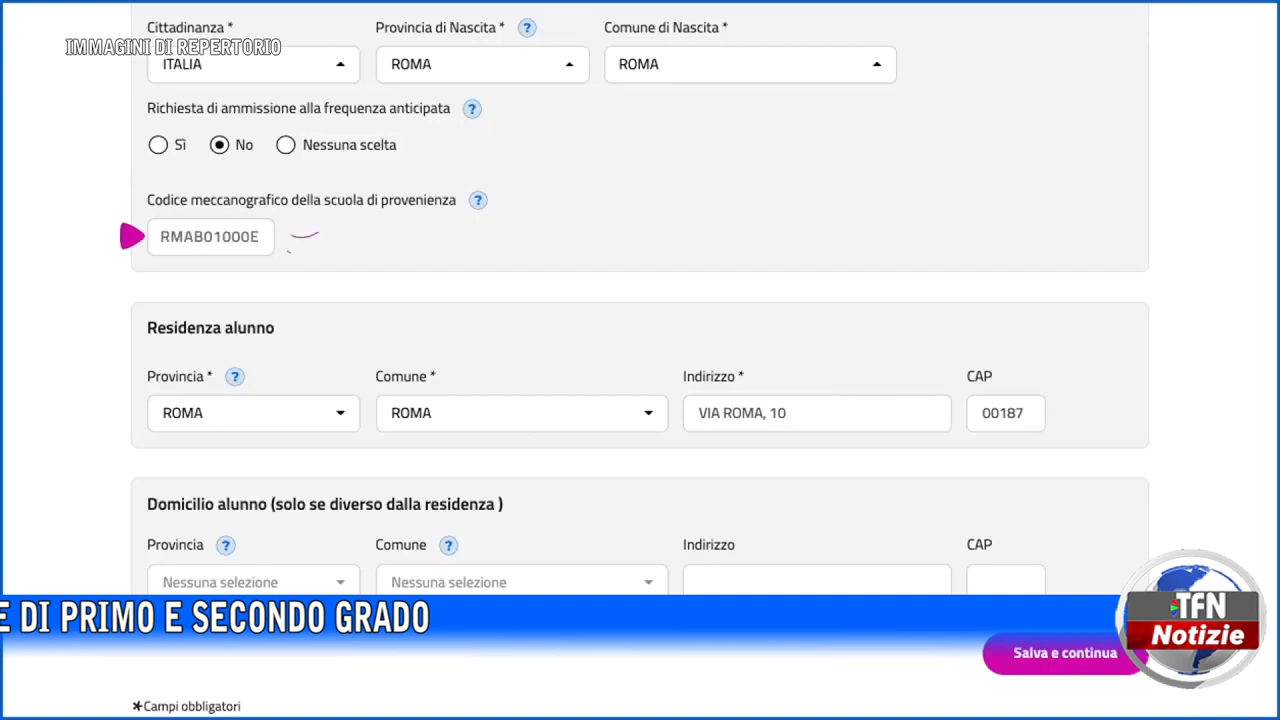 Cittadinanza * Provincia di Nascita * ? Comune di Nascita *
IMMAGINI DI REPERTORIO
ITALIA ROMA ROMA
Richiesta di ammissione alla frequenza anticipata ?
Sì No Nessuna scelta
Codice meccanografico della scuola di provenienza ?
RMAB01000E
Residenza alunno
Provincia * ? Comune * Indirizzo * CAP
ROMA ROMA VIA ROMA, 10 00187
Domicilio alunno (solo se diverso dalla residenza )
Provincia ? Comune ? Indirizzo CAP
Nessuna selezione Nessuna selezione
E DI PRIMO E SECONDO GRADO
TFN
Notizie
Salva e continua
*Campi obbligatori